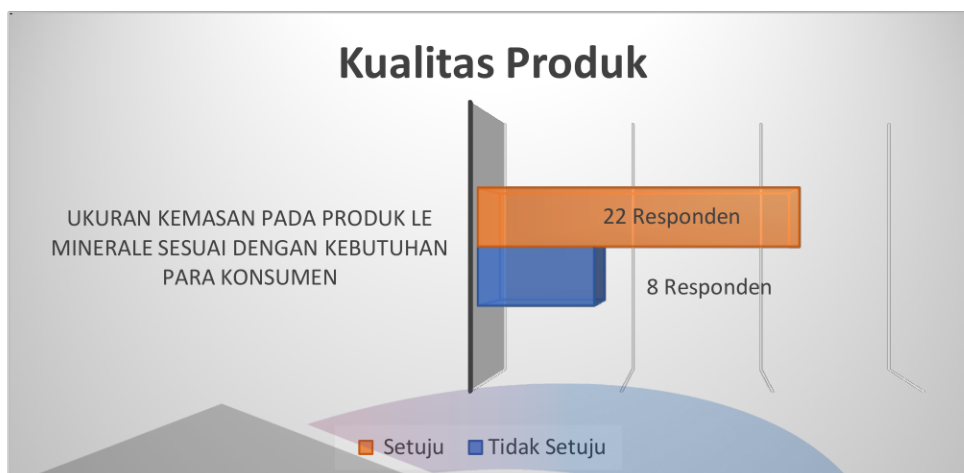 Kualitas Produk
UKURAN KEMASAN PADA PRODUK LE
MINERALE SESUAI DENGAN KEBUTUHAN
PARA KONSUMEN
22 Responden
8 Responden
Setuju
Tidak Setuju